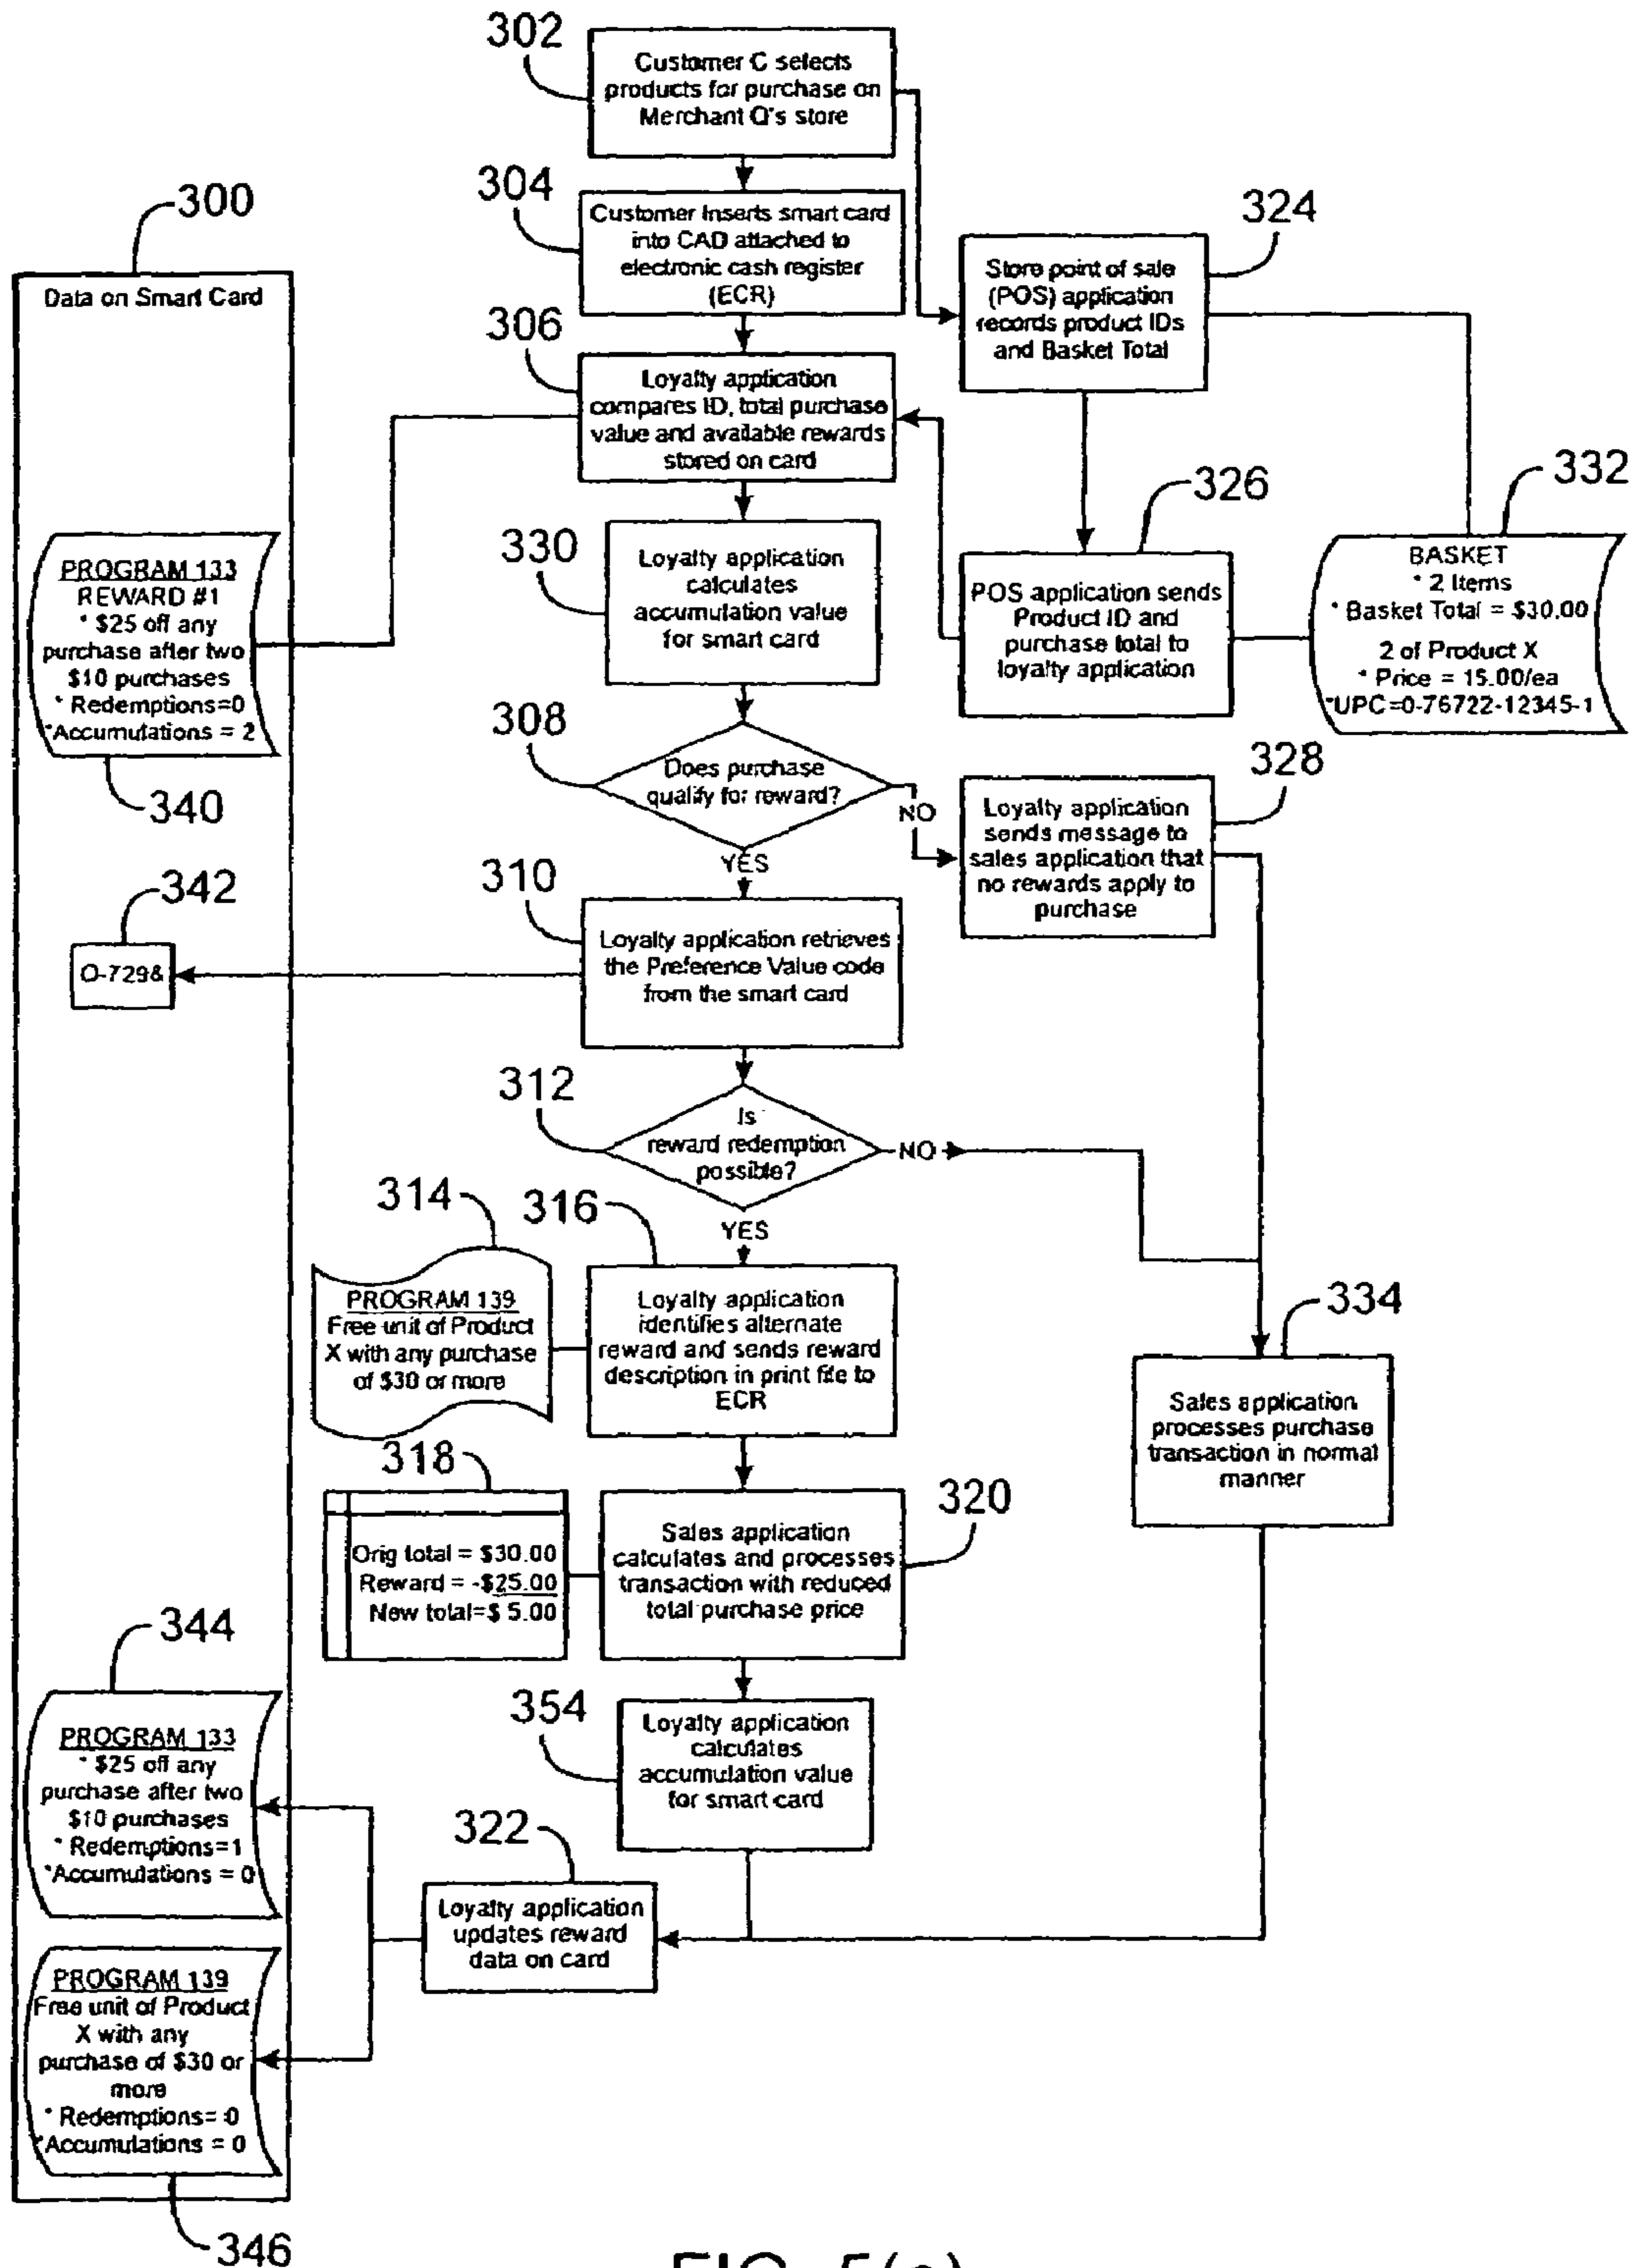 302
Customer C selects
products for purchase on
Merchant Q's store
304
Customer Inserts smart card
into CAD attached to
electronic cash register
(ECR)
300
Data on Smart Card
324
Store point of sale
(POS) application
records product IDs
and Basket Total
306
Loyalty application
compares ID, total purchase
value and available rewards
stored on card
326
POS application sends
Product ID and
purchase total to
loyalty application
332
BASKET
* 2 Items
* Basket Total = $30.00
2 of Product X
* Price = 15.00/ea
*UPC=0-76722-12345-1
330
Loyalty application
calculates
accumulation value
for smart card
PROGRAM 133
REWARD #1
* $25 off any
purchase after two
$10 purchases
* Redemptions=0
*Accumulations = 2
340
308
Does purchase
qualify for reward?
NO
YES
328
Loyalty application
sends message to
sales application that
no rewards apply to
purchase
310
Loyalty application retrieves
the Preference Value code
from the smart card
342
O-729&
312
Is
reward redemption
possible?
NO
YES
314
PROGRAM 139
Free unit of Product
X with any purchase
of $30 or more
316
Loyalty application
identifies alternate
reward and sends reward
description in print file to
ECR
334
Sales application
processes purchase
transaction in normal
manner
318
Orig total = $30.00
Reward = -$25.00
New total=$ 5.00
320
Sales application
calculates and processes
transaction with reduced
total purchase price
344
PROGRAM 133
* $25 off any
purchase after two
$10 purchases
* Redemptions=1
*Accumulations = 0
354
Loyalty application
calculates
accumulation value
for smart card
322
Loyalty application
updates reward
data on card
PROGRAM 139
Free unit of Product
X with any
purchase of $30 or
more
* Redemptions= 0
*Accumulations = 0
346